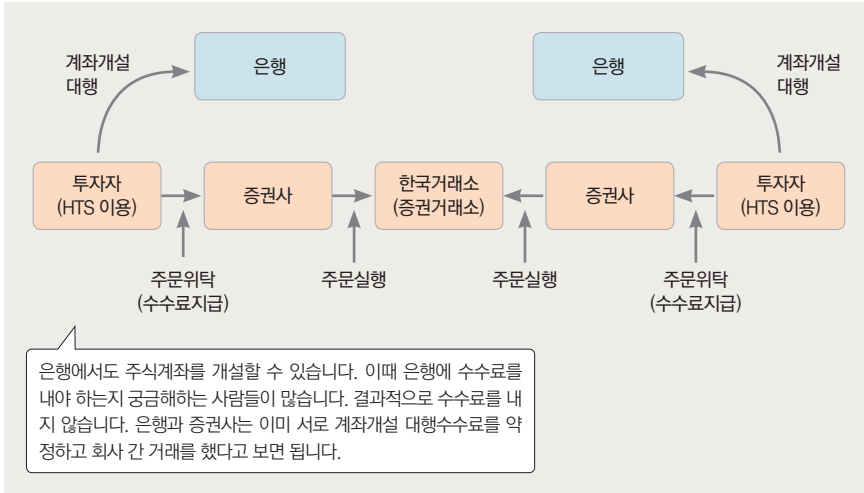 계좌개설
대행
은행
은행
계좌개설
대행
투자자
(HTS 이용)
증권사
한국거래소
(증권거래소)
증권사
투자자
(HTS 이용)
주문위탁
(수수료지급)
주문실행
주문실행
주문위탁
(수수료지급)
은행에서도 주식계좌를 개설할 수 있습니다. 이때 은행에 수수료를
내야 하는지 궁금해하는 사람들이 많습니다. 결과적으로 수수료를 내
지 않습니다. 은행과 증권사는 이미 서로 계좌개설 대행수수료를 약
정하고 회사 간 거래를 했다고 보면 됩니다.